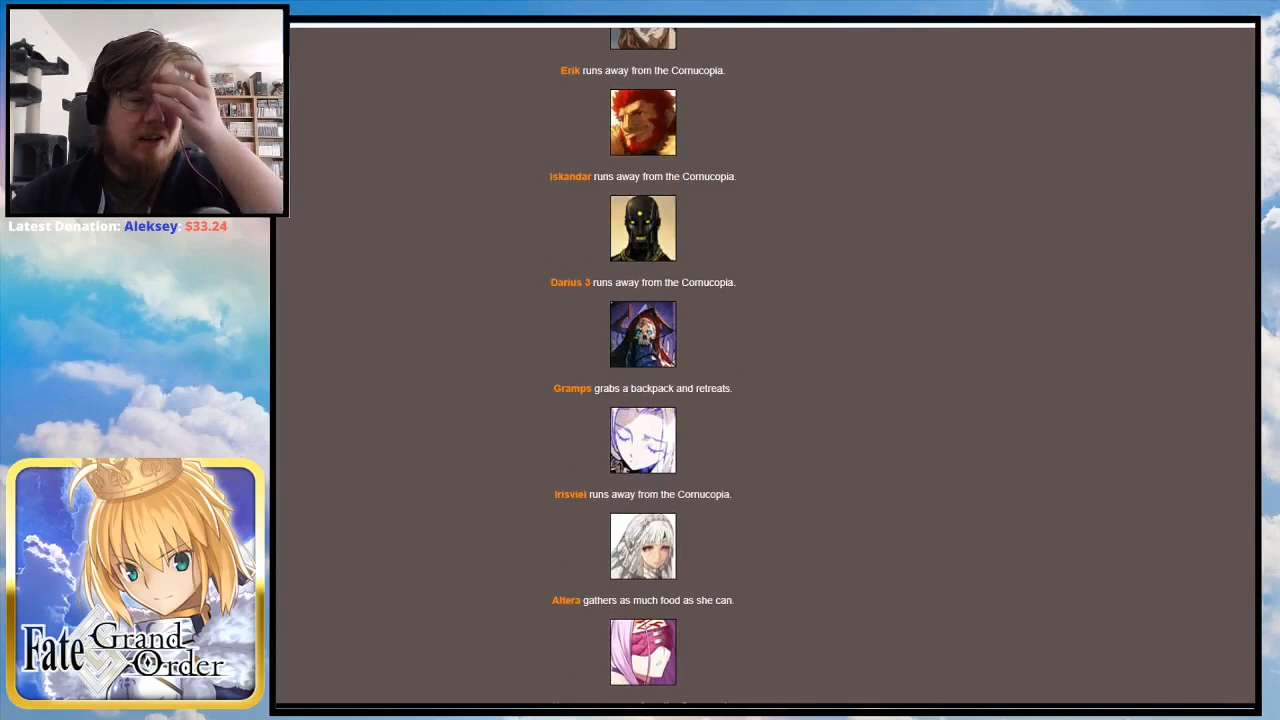 Erik runs away from the Cornucopia.
Iskandar runs away from the Cornucopia.
Latest Donation: Aleksey: $33.24
Darius 3 runs away from the Cornucopia.
Gramps grabs a backpack and retreats.
Irisviel runs away from the Cornucopia.
Altera gathers as much food as she can.
Fate
Grand
Order